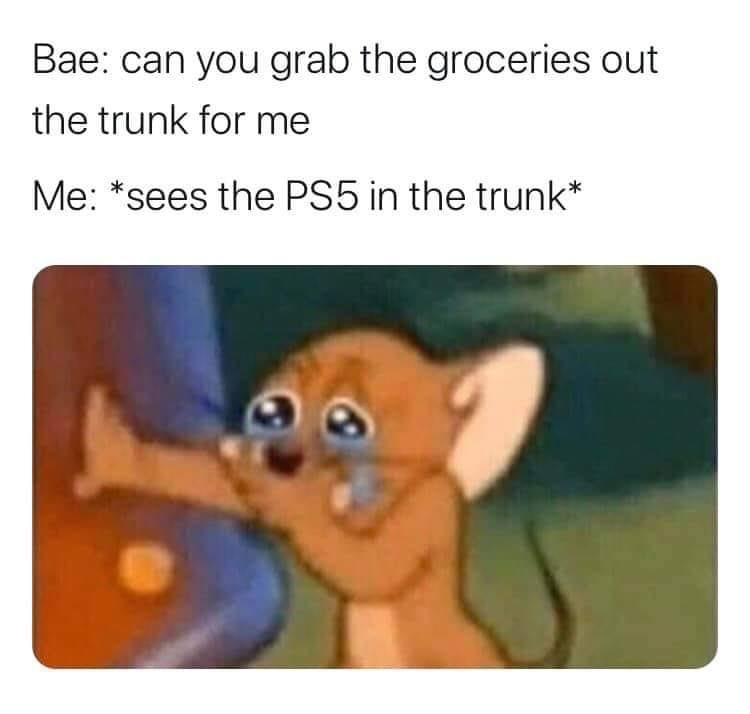 Bae: can you grab the groceries out
the trunk for me
Me: *sees the PS5 in the trunk*